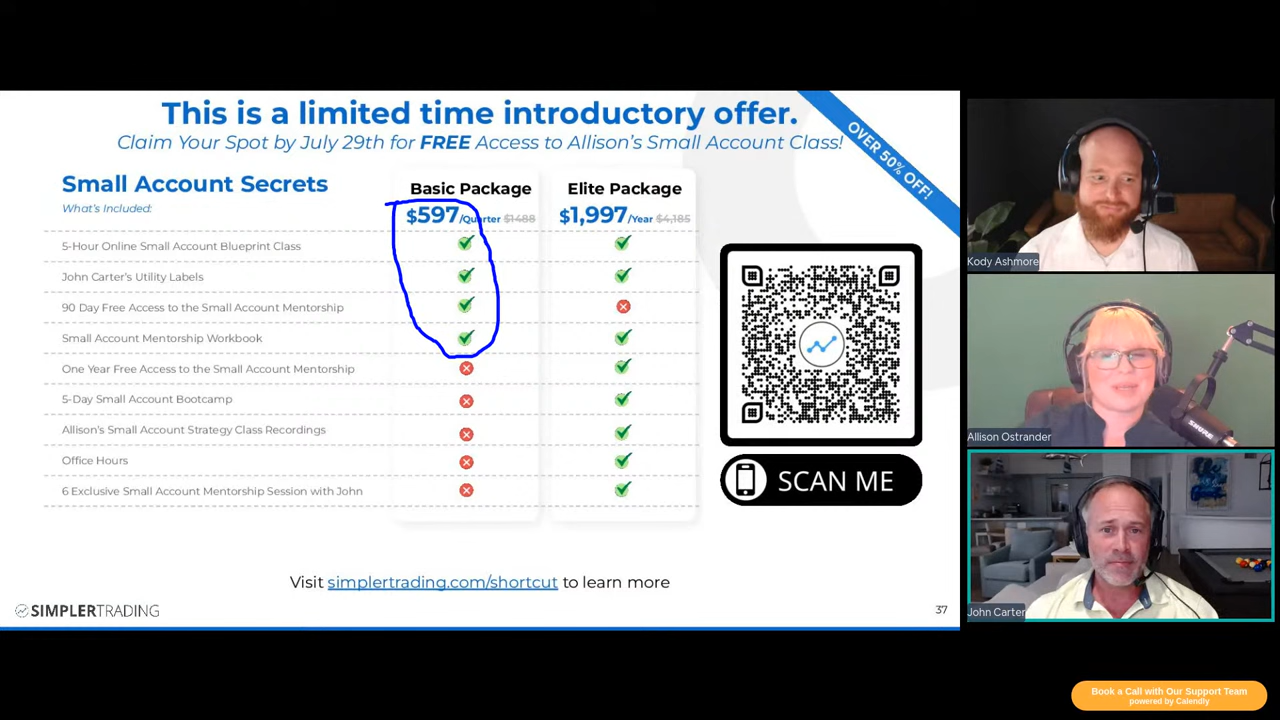 This is a limited time introductory offer.
Claim Your Spot by July 29th for FREE Access to Allison's Small Account Class!
OVER 50% OFF!
Small Account Secrets
What's Included:
Basic Package
$597/Quarter $1488
Elite Package
$1,997/Year $4,185
5-Hour Online Small Account Blueprint Class
John Carter's Utility Labels
90 Day Free Access to the Small Account Mentorship
Small Account Mentorship Workbook
One Year Free Access to the Small Account Mentorship
5-Day Small Account Bootcamp
Allison's Small Account Strategy Class Recordings
Office Hours
6 Exclusive Small Account Mentorship Session with John
SCAN ME
Visit simplertrading.com/shortcut to learn more
SIMPLERTRADING
37
Kody Ashmore
Allison Ostrander
SHURE
John Carter
Book a Call with Our Support Team
powered by Calendly